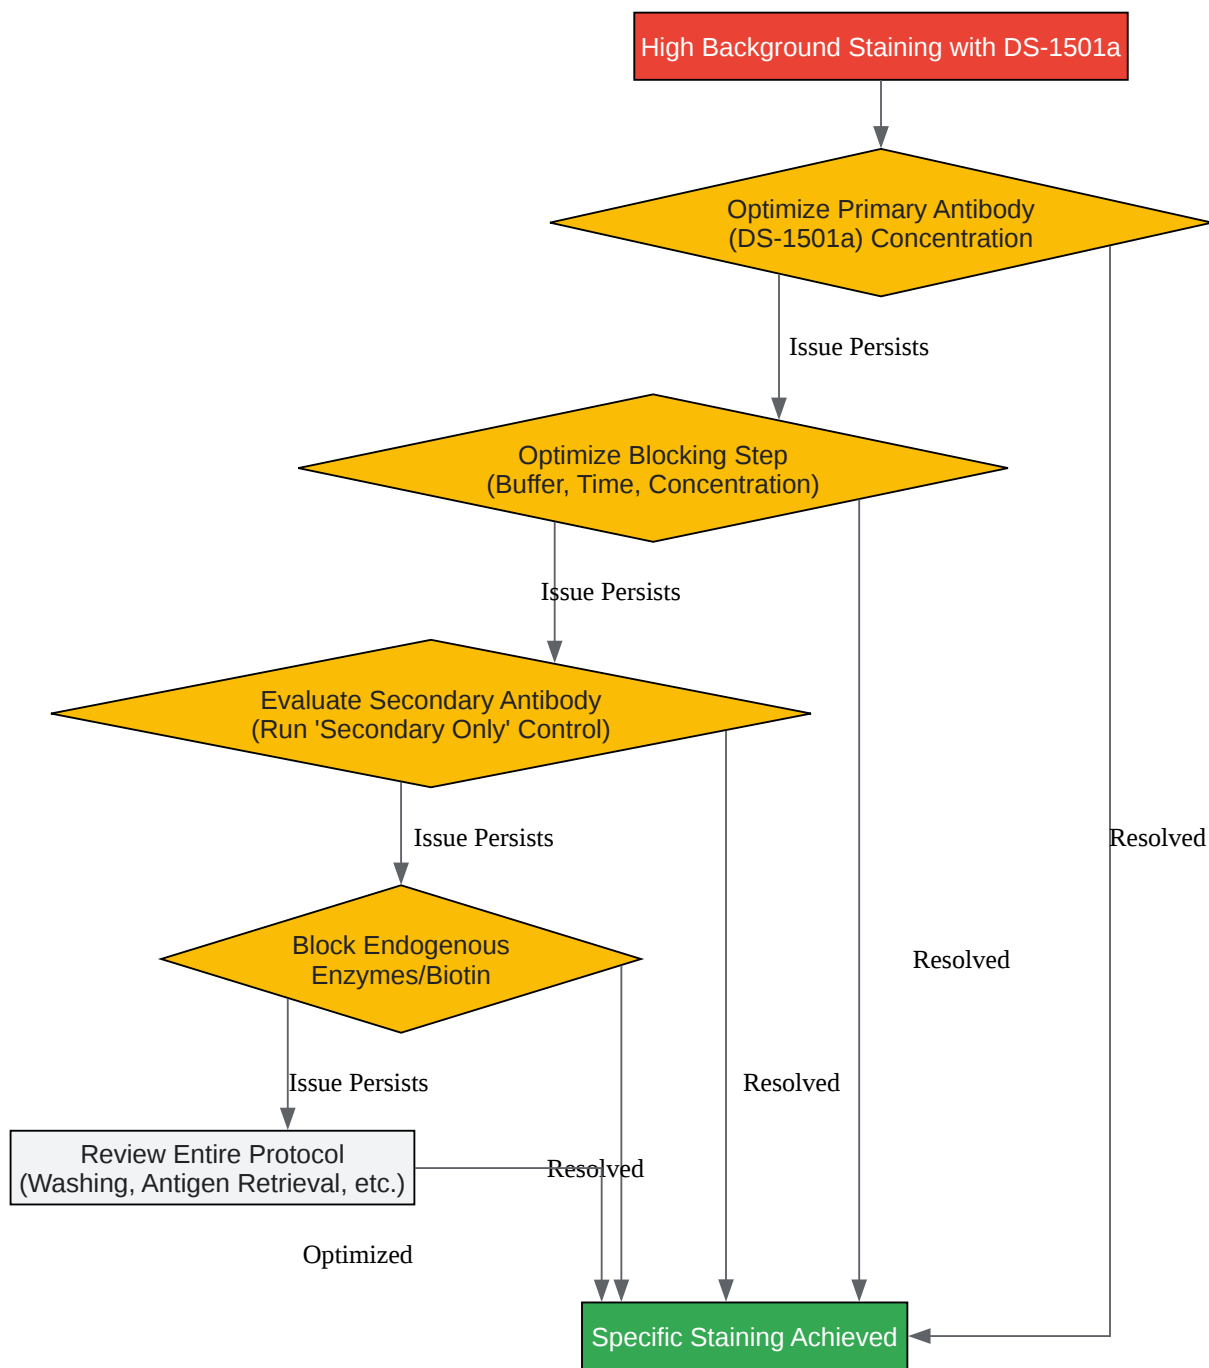 High Background Staining with DS-1501a
Optimize Primary Antibody
(DS-1501a) Concentration
Issue Persists
Optimize Blocking Step
(Buffer, Time, Concentration)
Issue Persists
Evaluate Secondary Antibody
(Run 'Secondary Only' Control)
Issue Persists
Resolved
Block Endogenous
Enzymes/Biotin
Resolved
Issue Persists
Resolved
Review Entire Protocol
(Washing, Antigen Retrieval, etc.)
Resolved
Optimized
Specific Staining Achieved